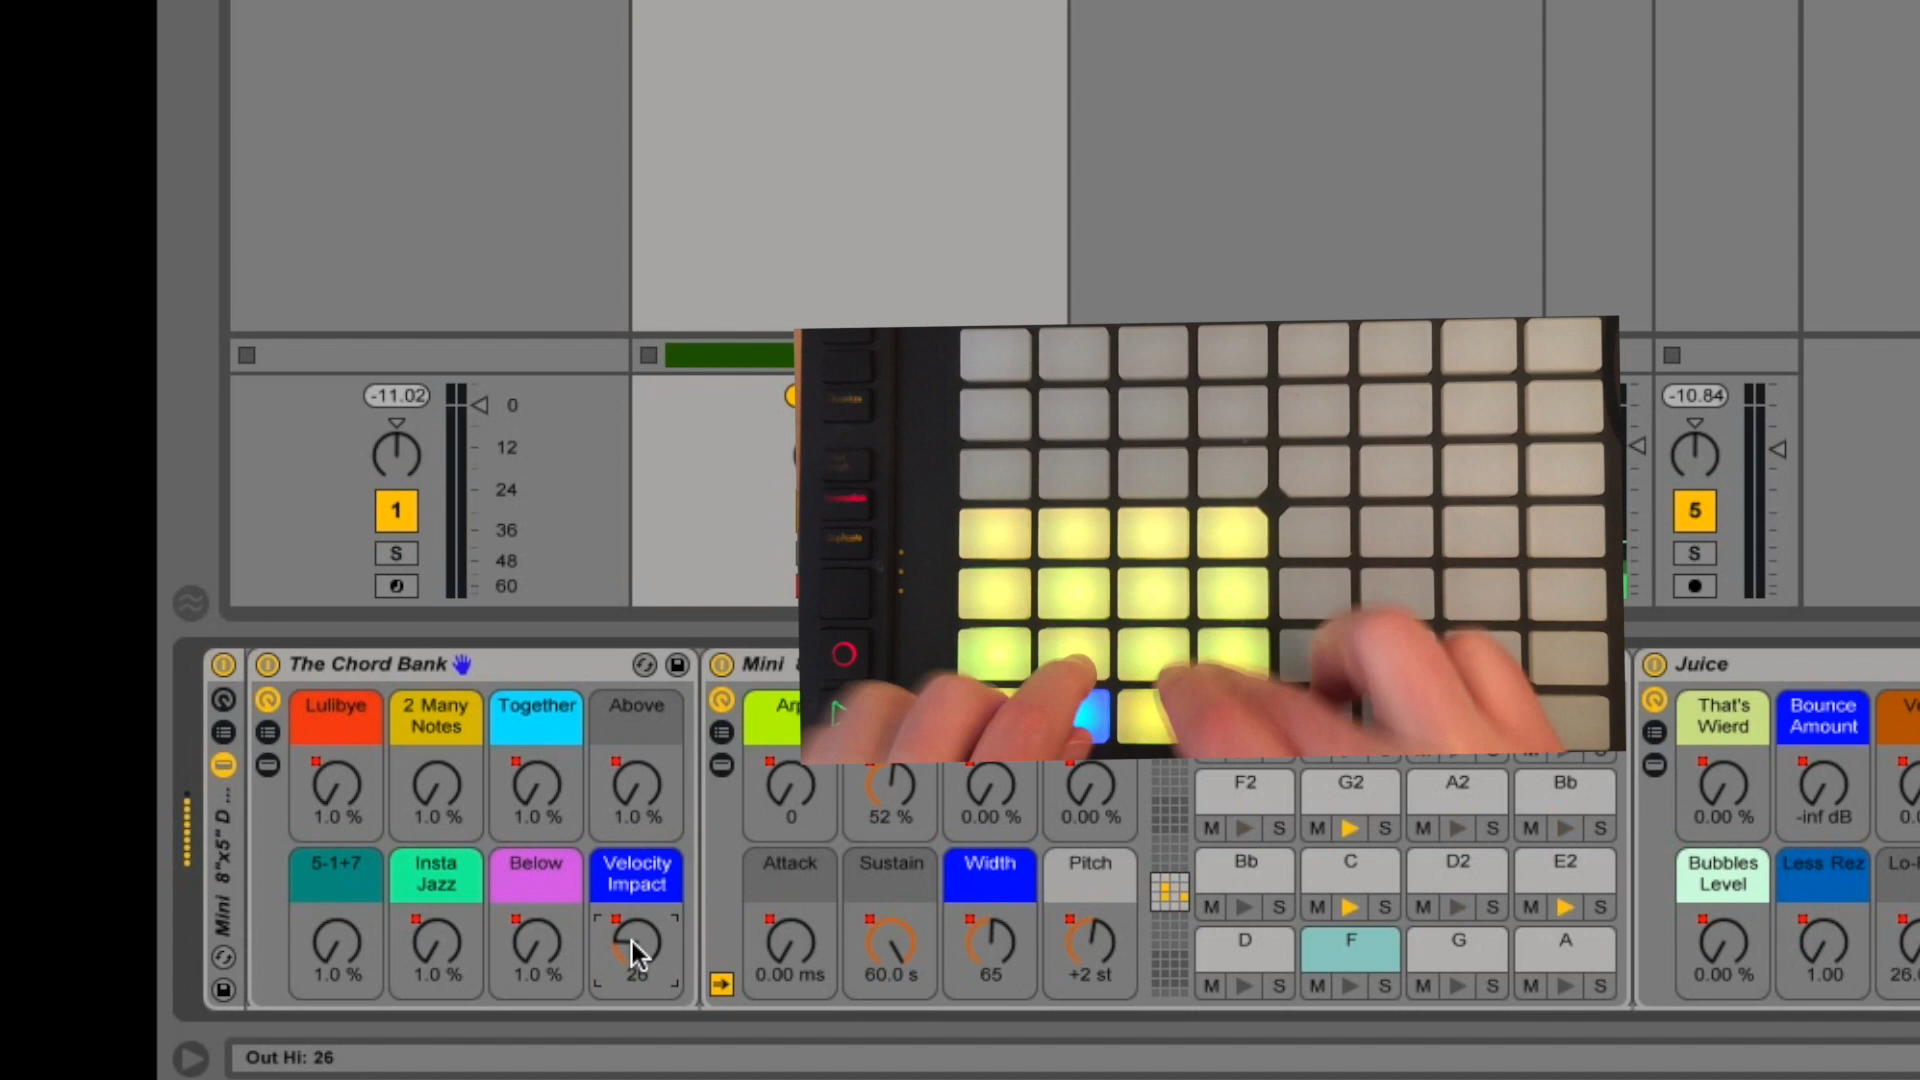 -11.02
0
12
24
36
48
60
1
S
-10.84
5
S
The Chord Bank
Lulibye
2 Many Notes
Together
Above
1.0 %
1.0 %
1.0 %
1.0 %
5-1+7
Insta Jazz
Below
Velocity Impact
1.0 %
1.0 %
1.0 %
26
Mini 8"x5" D ...
Mini
0
52 %
0.00 %
0.00 %
Attack
Sustain
Width
Pitch
0.00 ms
60.0 s
65
+2 st
F2
G2
A2
Bb
M S M S M S M S
Bb
C
D2
E2
M S M S M S M S
D
F
G
A
M S M S M S M S
Juice
That's Wierd
Bounce Amount
0.00 %
-inf dB
Bubbles Level
Less Rez
0.00 %
1.00
Out Hi: 26